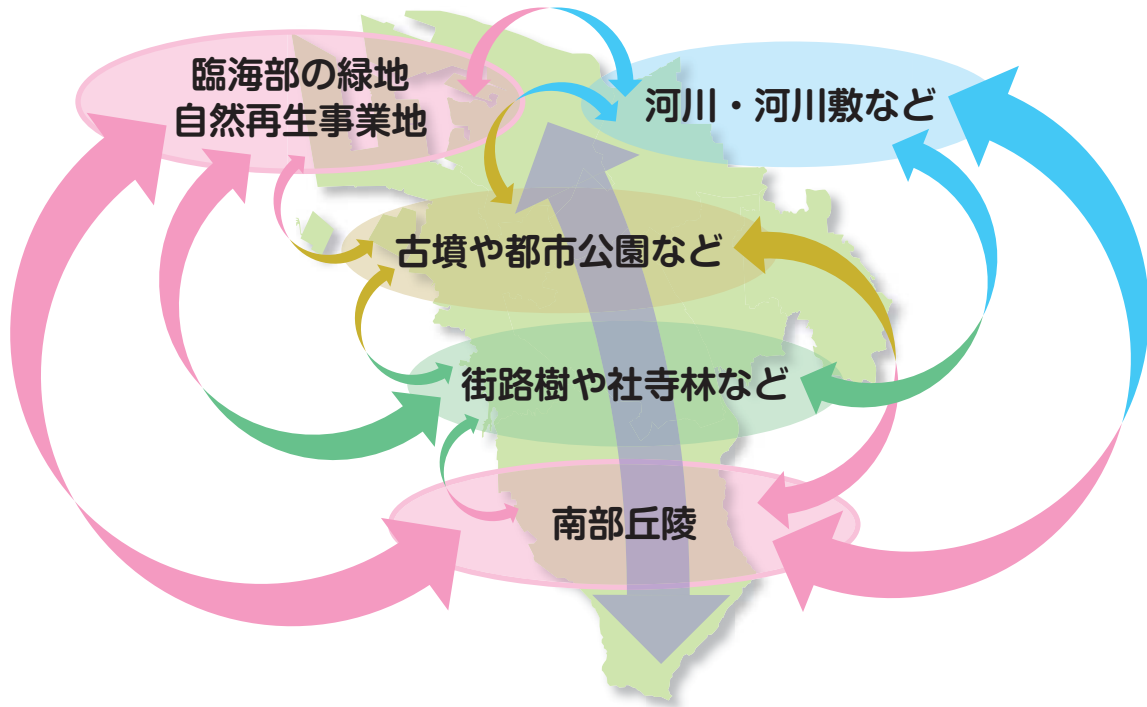 臨海部の緑地
自然再生事業地
河川・河川敷など
古墳や都市公園など
街路樹や社寺林など
南部丘陵